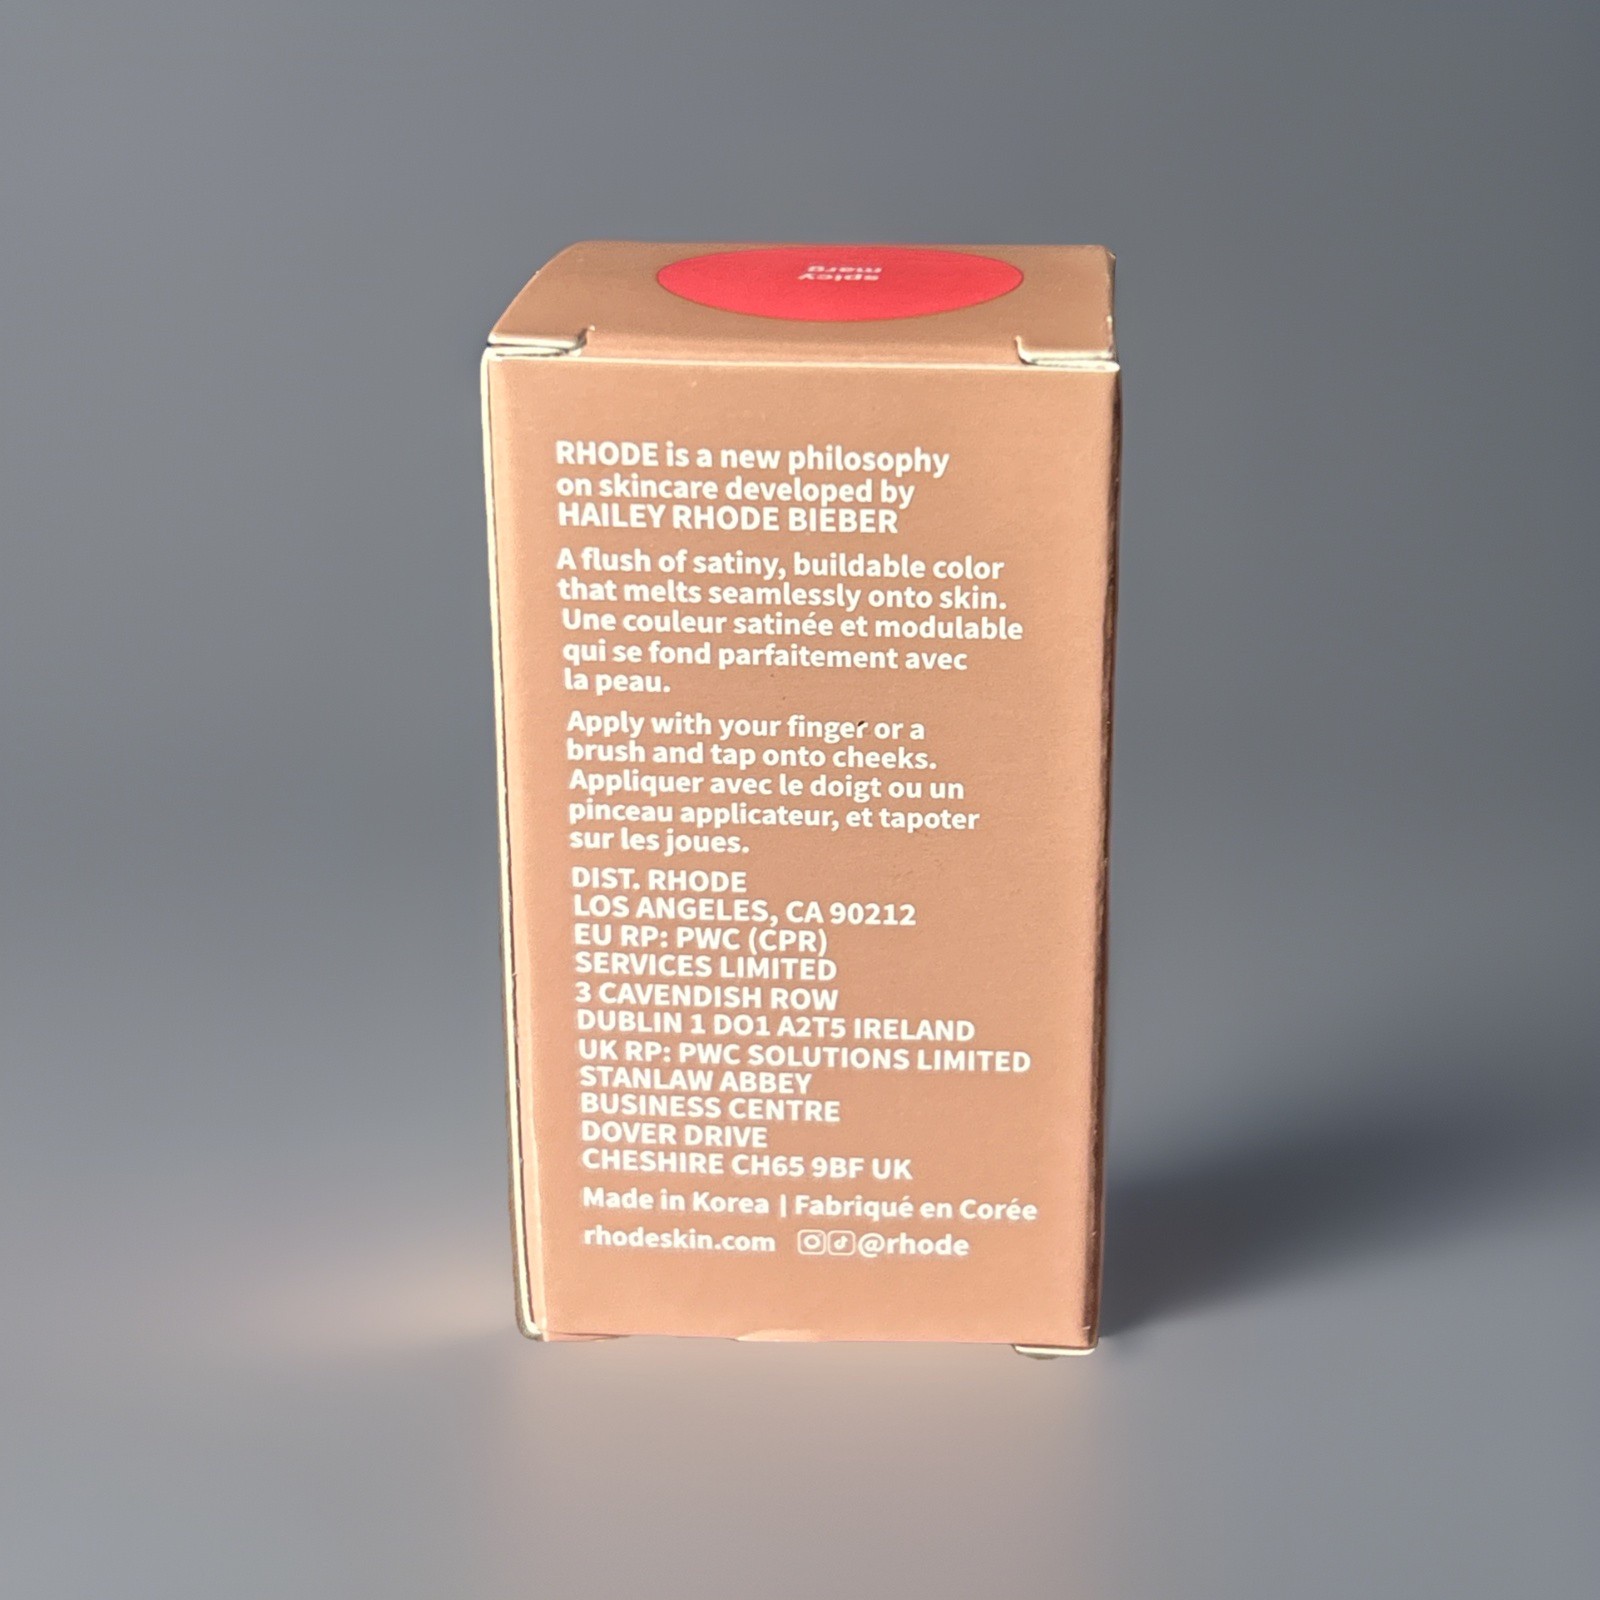 spicy
marg
RHODE is a new philosophy
on skincare developed by
HAILEY RHODE BIEBER
A flush of satiny, buildable color
that melts seamlessly onto skin.
Une couleur satinée et modulable
qui se fond parfaitement avec
la peau.
Apply with your finger or a
brush and tap onto cheeks.
Appliquer avec le doigt ou un
pinceau applicateur, et tapoter
sur les joues.
DIST. RHODE
LOS ANGELES, CA 90212
EU RP: PWC (CPR)
SERVICES LIMITED
3 CAVENDISH ROW
DUBLIN 1 DO1 A2T5 IRELAND
UK RP: PWC SOLUTIONS LIMITED
STANLAW ABBEY
BUSINESS CENTRE
DOVER DRIVE
CHESHIRE CH65 9BF UK
Made in Korea | Fabriqué en Corée
rhodeskin.com @rhode